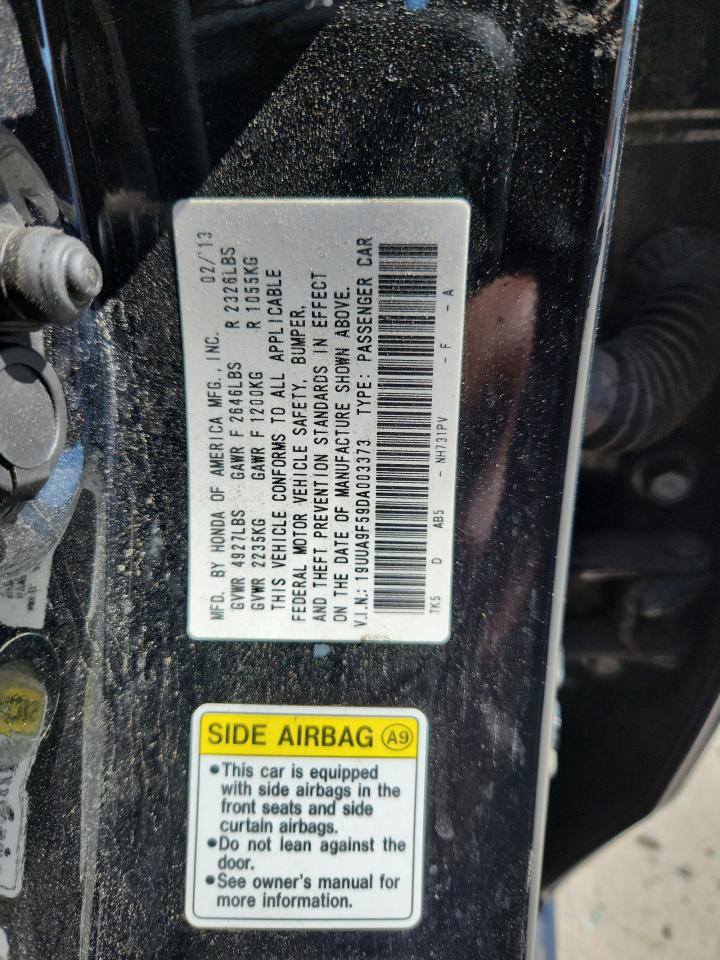 MFD. BY HONDA OF AMERICA MFG., INC. 02/13
GVWR 4927LBS GAWR F 2646LBS R 2326LBS
GVWR 2235KG GAWR F 1200KG R 1055KG
THIS VEHICLE CONFORMS TO ALL APPLICABLE
FEDERAL MOTOR VEHICLE SAFETY, BUMPER,
AND THEFT PREVENTION STANDARDS IN EFFECT
ON THE DATE OF MANUFACTURE SHOWN ABOVE.
V.I.N.: 19UUA9F59DA003373 TYPE: PASSENGER CAR
TK5 D AB5 - NH731PV - F - A
SIDE AIRBAG A9
•This car is equipped
with side airbags in the
front seats and side
curtain airbags.
•Do not lean against the
door.
•See owner's manual for
more information.